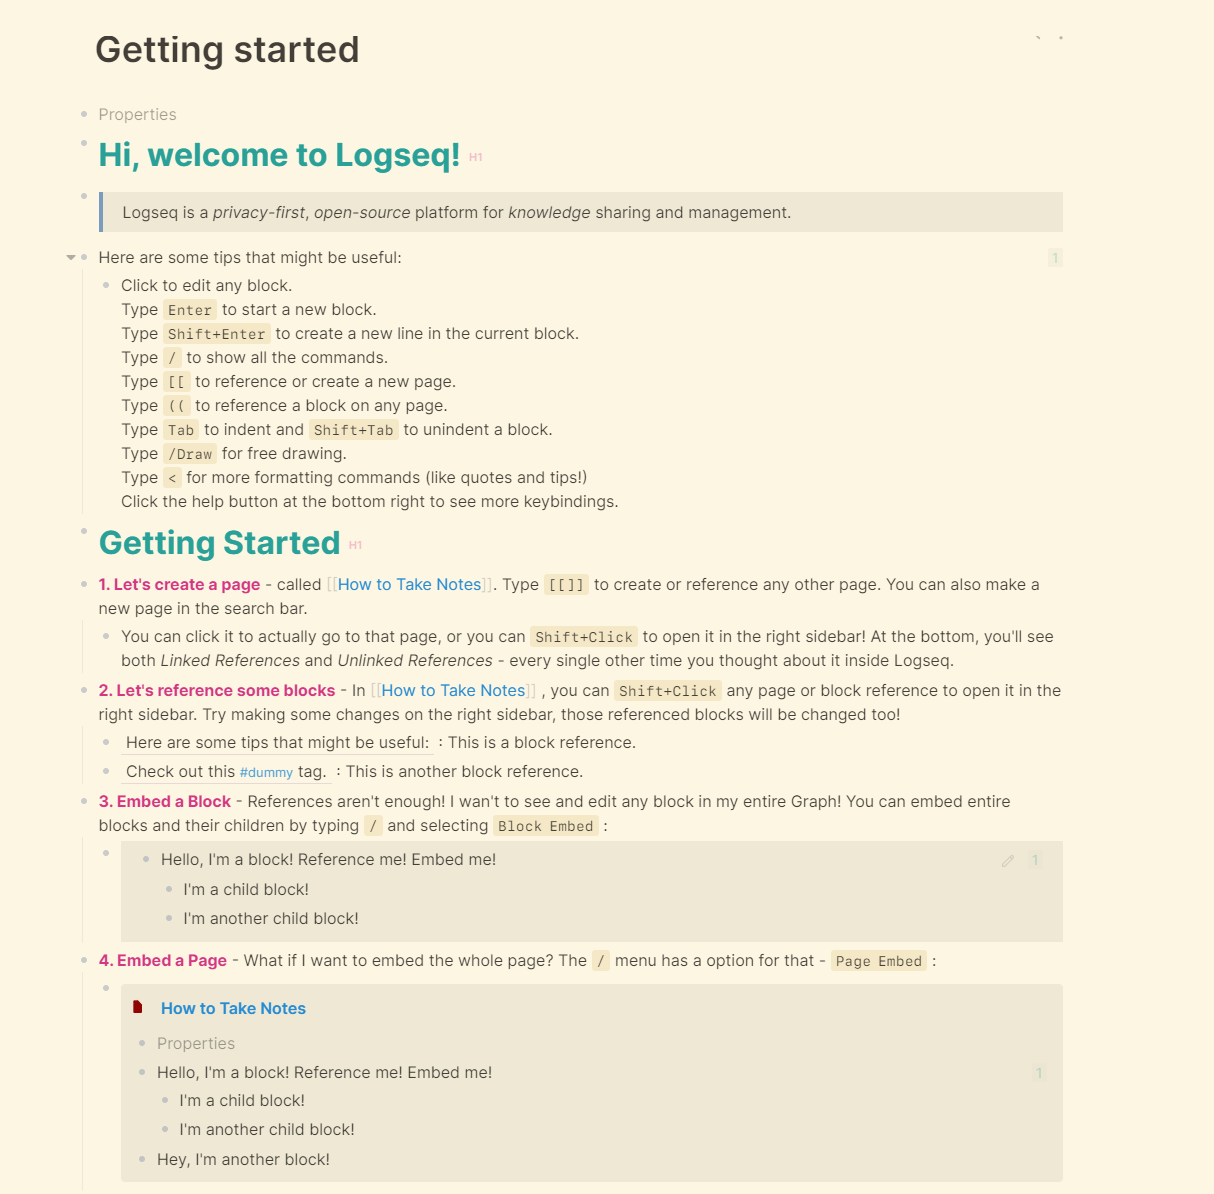 Getting started
Properties
Hi, welcome to Logseq! H1
Logseq is a privacy-first, open-source platform for knowledge sharing and management.
Here are some tips that might be useful: 1
Click to edit any block.
Type Enter to start a new block.
Type Shift+Enter to create a new line in the current block.
Type / to show all the commands.
Type [[ to reference or create a new page.
Type (( to reference a block on any page.
Type Tab to indent and Shift+Tab to unindent a block.
Type /Draw for free drawing.
Type < for more formatting commands (like quotes and tips!)
Click the help button at the bottom right to see more keybindings.
Getting Started H1
1. Let's create a page - called [[How to Take Notes]]. Type [[]] to create or reference any other page. You can also make a
new page in the search bar.
You can click it to actually go to that page, or you can Shift+Click to open it in the right sidebar! At the bottom, you'll see
both Linked References and Unlinked References - every single other time you thought about it inside Logseq.
2. Let's reference some blocks - In [[How to Take Notes]] , you can Shift+Click any page or block reference to open it in the
right sidebar. Try making some changes on the right sidebar, those referenced blocks will be changed too!
Here are some tips that might be useful: : This is a block reference.
Check out this #dummy tag. : This is another block reference.
3. Embed a Block - References aren't enough! I wan't to see and edit any block in my entire Graph! You can embed entire
blocks and their children by typing / and selecting Block Embed :
Hello, I'm a block! Reference me! Embed me! 1
I'm a child block!
I'm another child block!
4. Embed a Page - What if I want to embed the whole page? The / menu has a option for that - Page Embed :
How to Take Notes
Properties
Hello, I'm a block! Reference me! Embed me! 1
I'm a child block!
I'm another child block!
Hey, I'm another block!